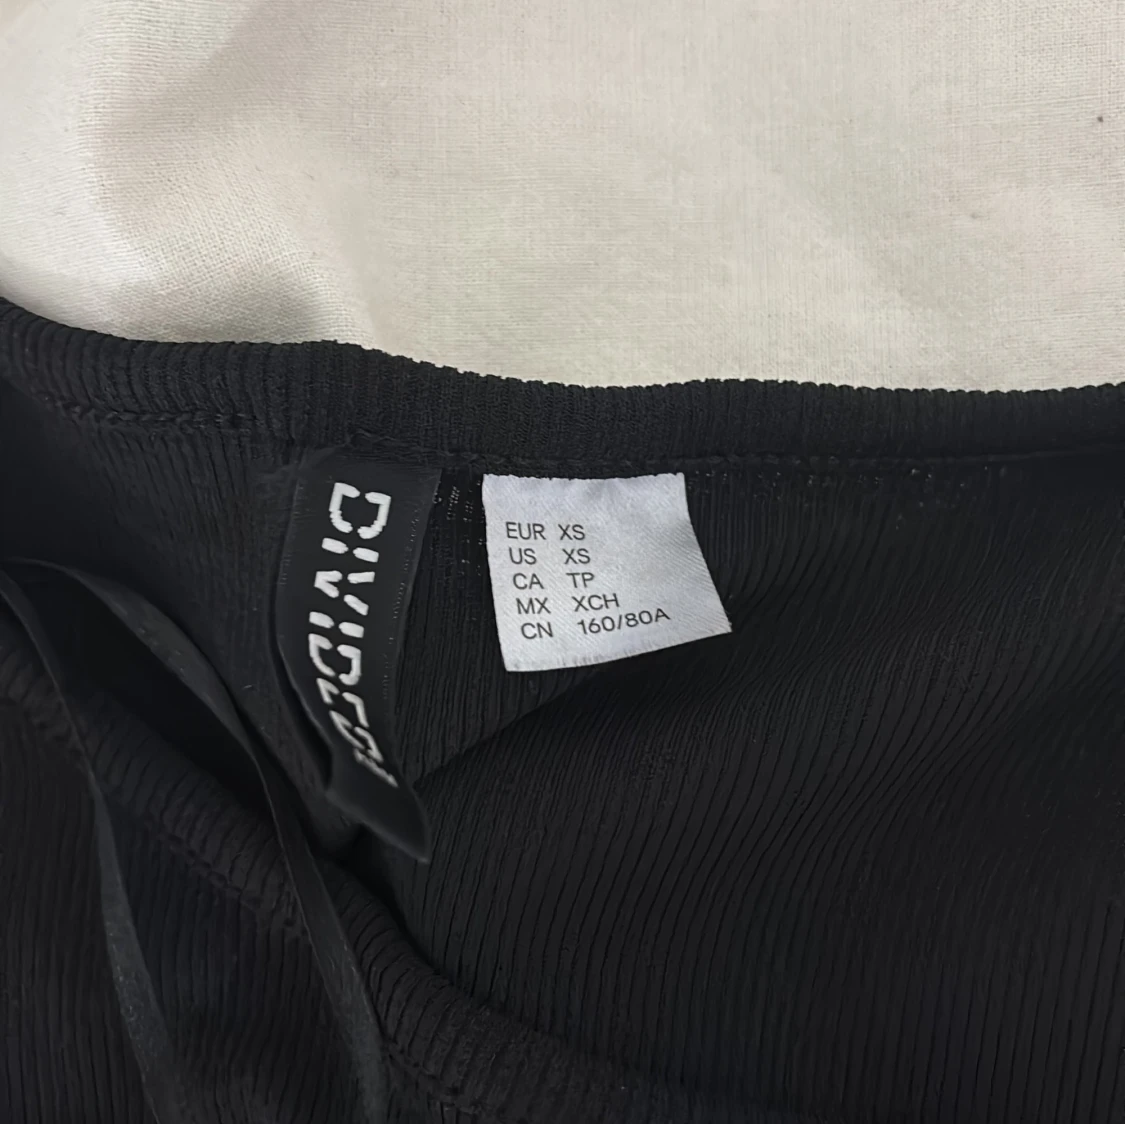 DIVIDED
EUR XS
US XS
CA TP
MX XCH
CN 160/80A